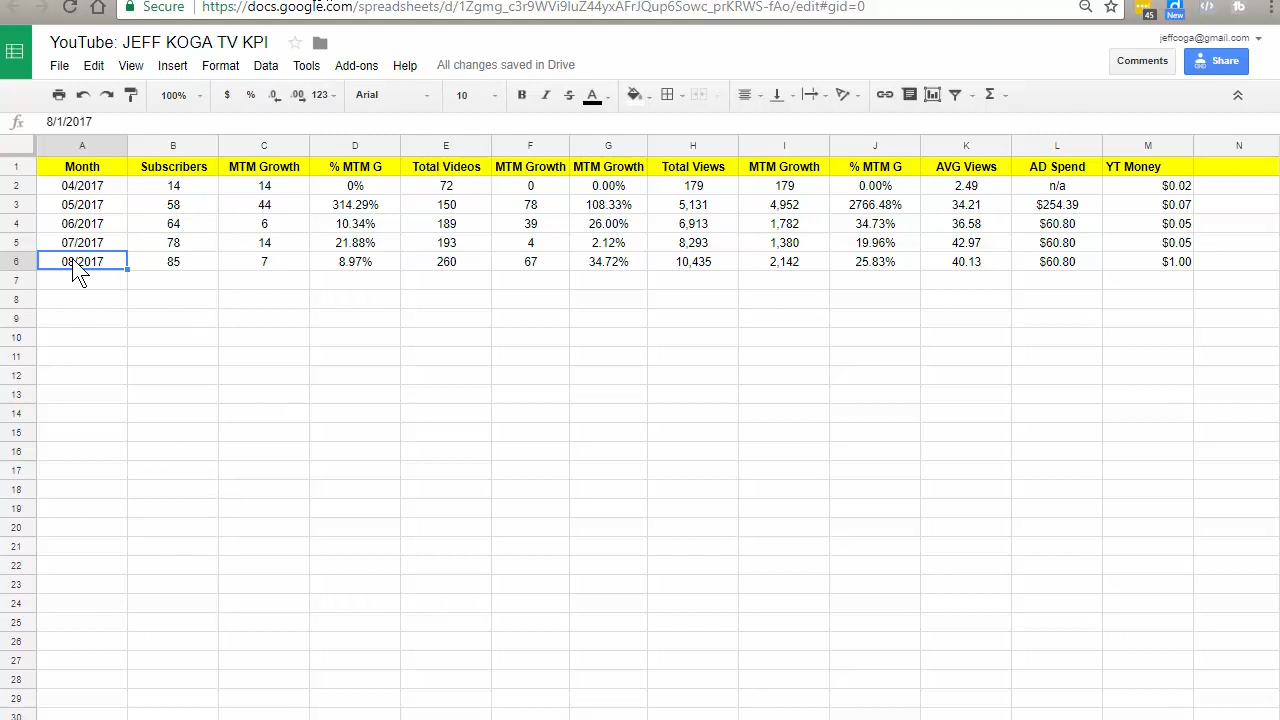 Secure https://docs.google.com/spreadsheets/d/1Zgmg_c3r9WVi9IuZ44yxAFrJQup6Sowc_prKRWS-fAo/edit#gid=0 45 New
YouTube: JEFF KOGA TV KPI
jeffcoga@gmail.com
File Edit View Insert Format Data Tools Add-ons Help All changes saved in Drive
Comments Share
100% $ % .0 .00 123 Arial 10 B I S A Σ
fx 8/1/2017
A B C D E F G H I J K L M N
1 Month Subscribers MTM Growth % MTM G Total Videos MTM Growth MTM Growth Total Views MTM Growth % MTM G AVG Views AD Spend YT Money
2 04/2017 14 14 0% 72 0 0.00% 179 179 0.00% 2.49 n/a $0.02
3 05/2017 58 44 314.29% 150 78 108.33% 5,131 4,952 2766.48% 34.21 $254.39 $0.07
4 06/2017 64 6 10.34% 189 39 26.00% 6,913 1,782 34.73% 36.58 $60.80 $0.05
5 07/2017 78 14 21.88% 193 4 2.12% 8,293 1,380 19.96% 42.97 $60.80 $0.05
6 08/2017 85 7 8.97% 260 67 34.72% 10,435 2,142 25.83% 40.13 $60.80 $1.00
7
8
9
10
11
12
13
14
15
16
17
18
19
20
21
22
23
24
25
26
27
28
29
30